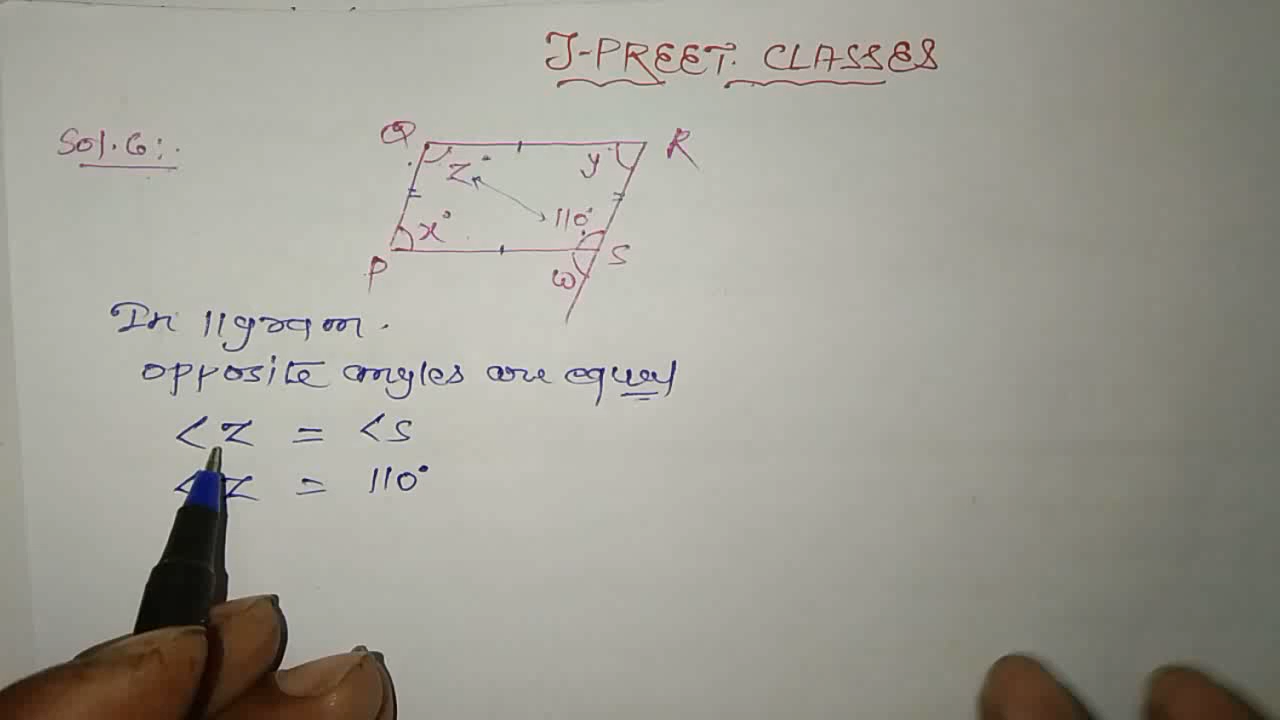 J-PREET CLASSES
Sol. 6:.
Q R
z° y
x° 110°
P S
ω
In ||gram.
opposite angles are equal
<z = <s
<z = 110°